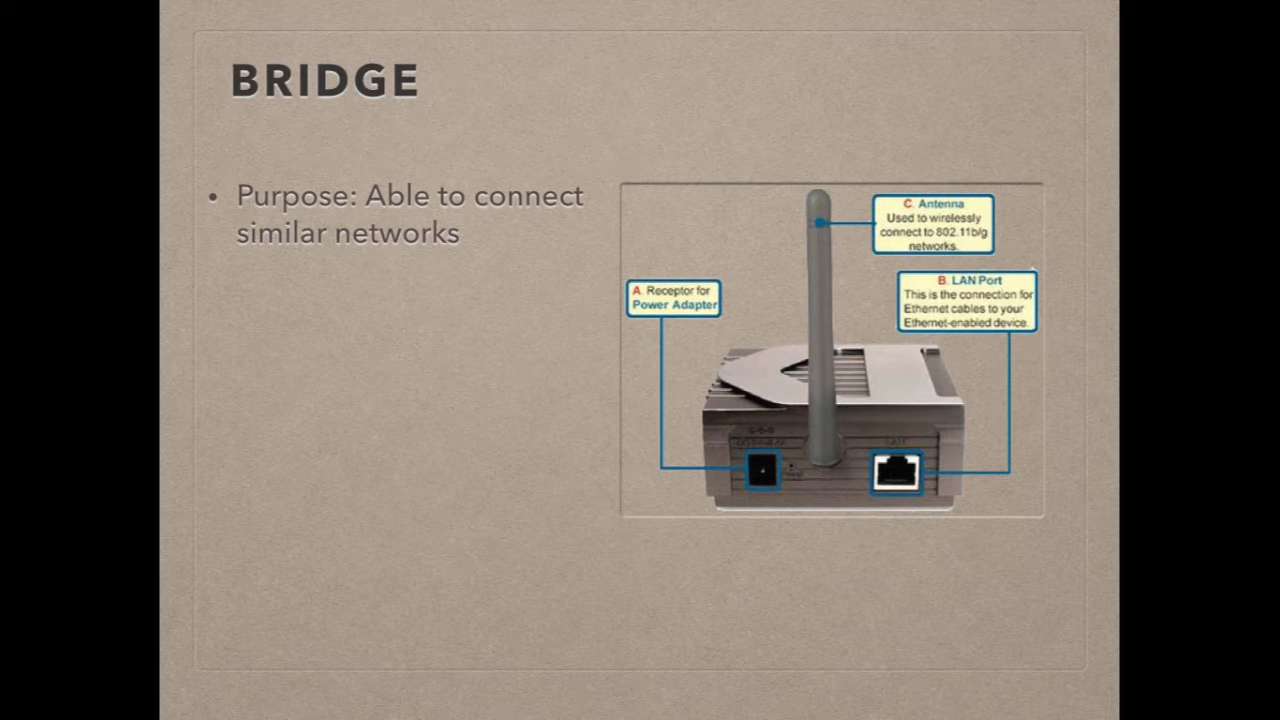 BRIDGE
• Purpose: Able to connect
similar networks
C. Antenna
Used to wirelessly
connect to 802.11b/g
networks.
A. Receptor for
Power Adapter
B. LAN Port
This is the connection for
Ethernet cables to your
Ethernet-enabled device.
LAN